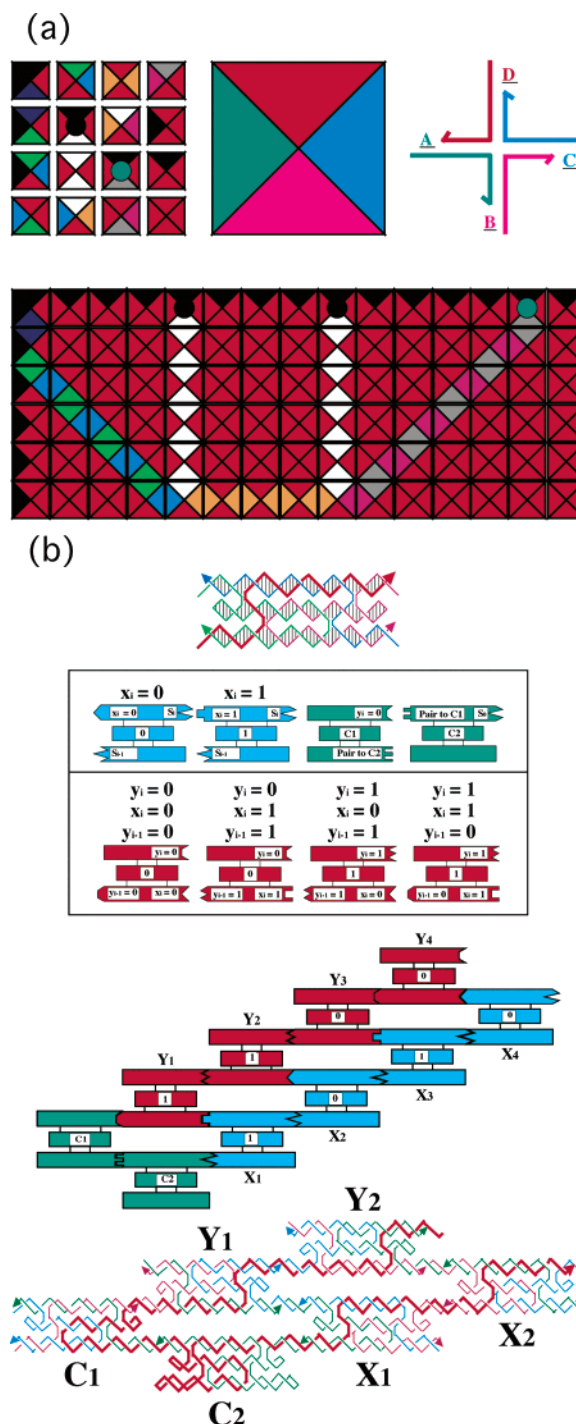 (a)
D
A
C
B
(b)
xᵢ = 0 xᵢ = 1
xᵢ = 0 Sᵢ xᵢ = 1 Sᵢ yᵢ = 0 Pair to C1
0 1 C1 C2
Sᵢ₋₁ Sᵢ₋₁ Pair to C2
yᵢ = 0 yᵢ = 0 yᵢ = 1 yᵢ = 1
xᵢ = 0 xᵢ = 1 xᵢ = 0 xᵢ = 1
yᵢ₋₁ = 0 yᵢ₋₁ = 1 yᵢ₋₁ = 1 yᵢ₋₁ = 0
yᵢ = 0 yᵢ = 0 yᵢ = 1 yᵢ = 1
0 0 1 1
yᵢ₋₁ = 0 xᵢ = 0 yᵢ₋₁ = 1 xᵢ = 1 yᵢ₋₁ = 1 xᵢ = 0 yᵢ₋₁ = 0 xᵢ = 1
Y4
0
Y3
0 0
Y2
1 1 X4
Y1
1 0 X3
C1 1 X2
C2 X1
Y2
Y1
X2
C1 X1
C2